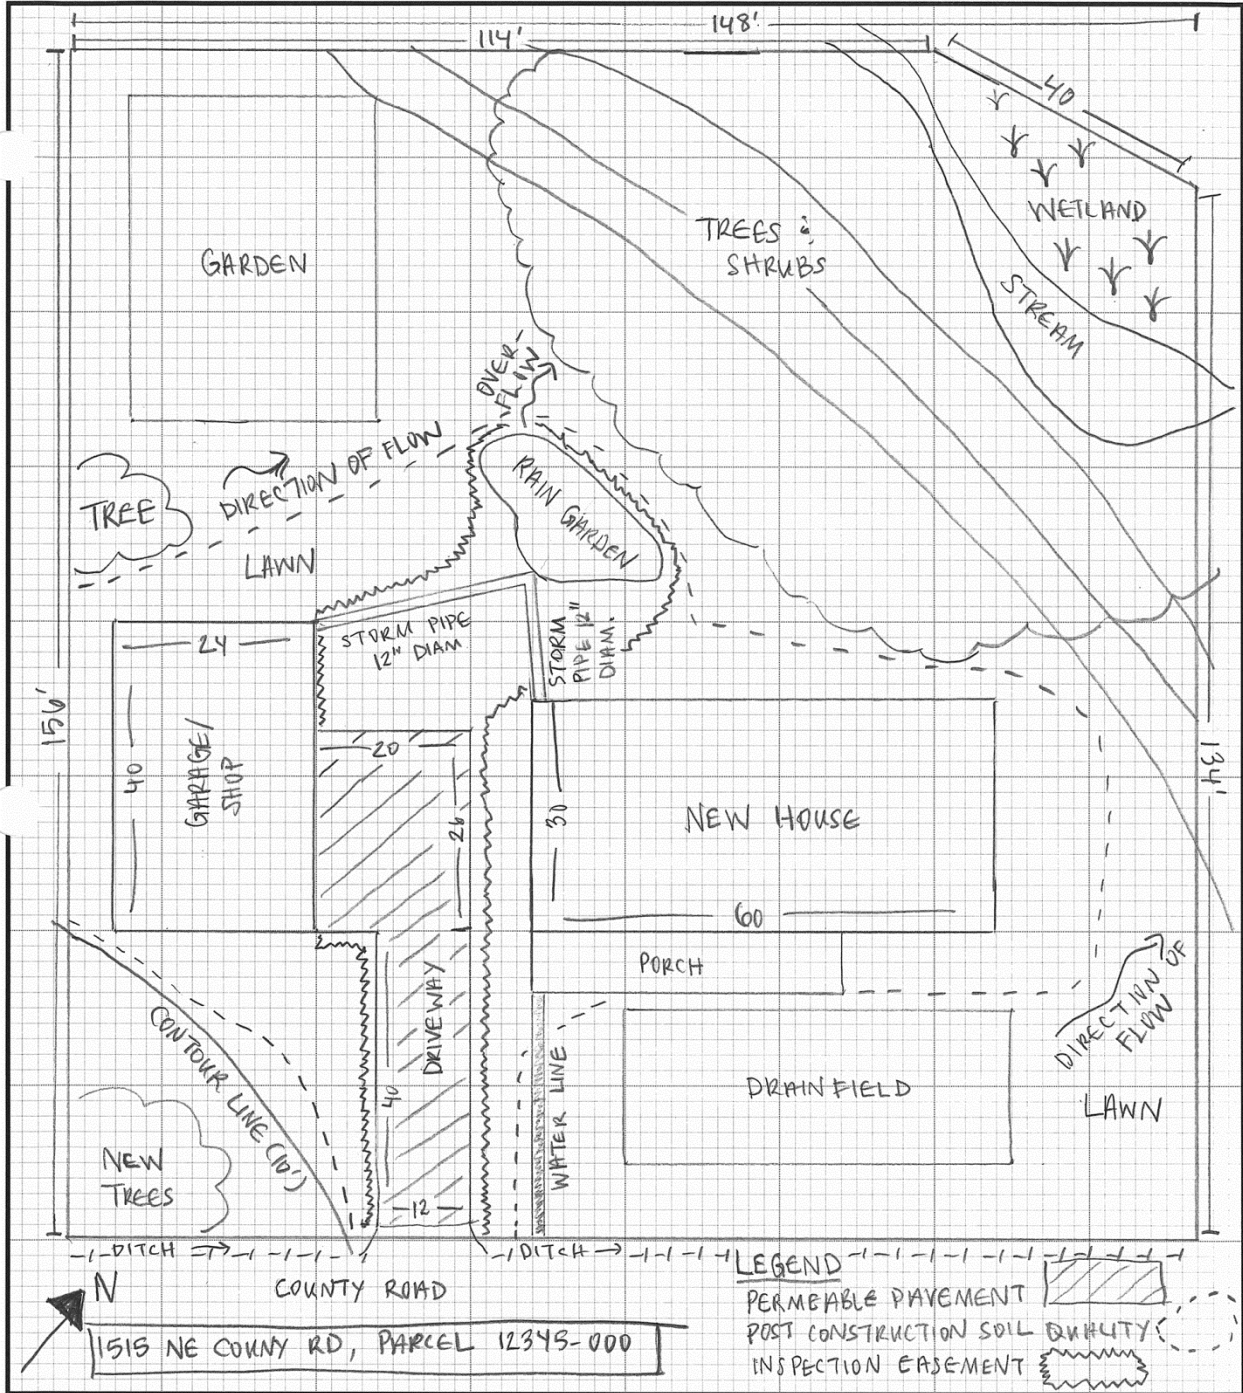 148'
114'
40
WETLAND
TREES &
SHRUBS
GARDEN
STREAM
OVER-
FLOW
DIRECTION OF FLOW
RAIN GARDEN
TREE
LAWN
24
STORM PIPE
12" DIAM
STORM
PIPE 12"
DIAM.
156'
40
GARAGE/
SHOP
20
26
30
NEW HOUSE
134'
60
PORCH
DIRECTION OF
FLOW
DRIVEWAY
CONTOUR LINE (10')
40
WATER LINE
DRAINFIELD
LAWN
NEW
TREES
12
DITCH →
DITCH →
N
COUNTY ROAD
LEGEND
PERMEABLE PAVEMENT
POST CONSTRUCTION SOIL QUALITY
INSPECTION EASEMENT
1515 NE COUNY RD, PARCEL 12345-000